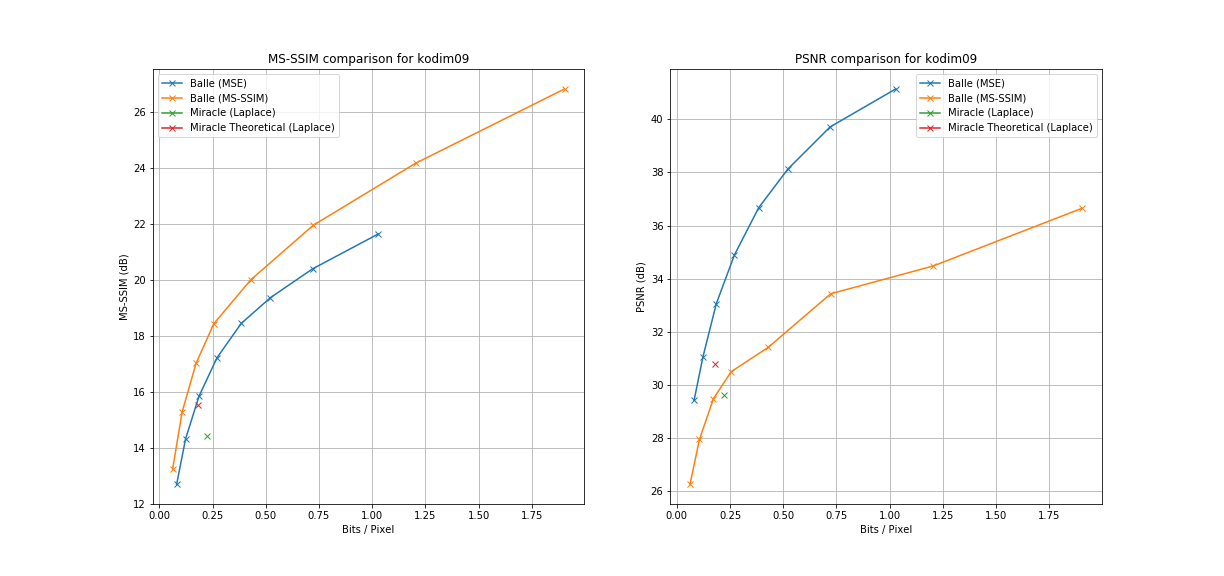 MS-SSIM comparison for kodim09
Balle (MSE)
Balle (MS-SSIM)
Miracle (Laplace)
Miracle Theoretical (Laplace)
MS-SSIM (dB)
26
24
22
20
18
16
14
12
0.00 0.25 0.50 0.75 1.00 1.25 1.50 1.75
Bits / Pixel
PSNR comparison for kodim09
Balle (MSE)
Balle (MS-SSIM)
Miracle (Laplace)
Miracle Theoretical (Laplace)
PSNR (dB)
40
38
36
34
32
30
28
26
0.00 0.25 0.50 0.75 1.00 1.25 1.50 1.75
Bits / Pixel